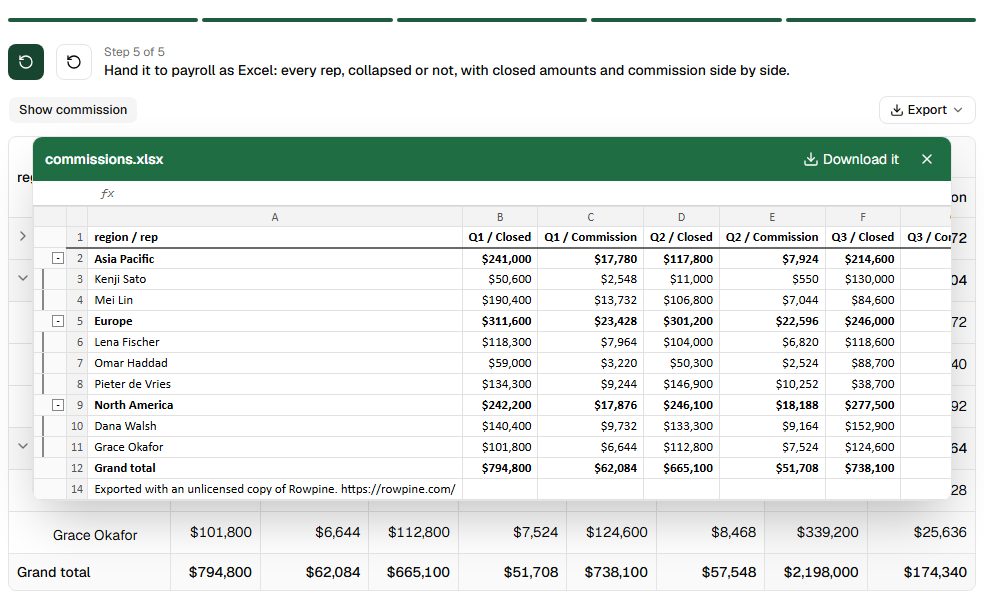 Step 5 of 5
Hand it to payroll as Excel: every rep, collapsed or not, with closed amounts and commission side by side.
Show commission
Export
commissions.xlsx
Download it
fx
A B C D E F
1 region / rep Q1 / Closed Q1 / Commission Q2 / Closed Q2 / Commission Q3 / Closed Q3 /
2 Asia Pacific $241,000 $17,780 $117,800 $7,924 $214,600
3 Kenji Sato $50,600 $2,548 $11,000 $550 $130,000
4 Mei Lin $190,400 $13,732 $106,800 $7,044 $84,600
5 Europe $311,600 $23,428 $301,200 $22,596 $246,000
6 Lena Fischer $118,300 $7,964 $104,000 $6,820 $118,600
7 Omar Haddad $59,000 $3,220 $50,300 $2,524 $88,700
8 Pieter de Vries $134,300 $9,244 $146,900 $10,252 $38,700
9 North America $242,200 $17,876 $246,100 $18,188 $277,500
10 Dana Walsh $140,400 $9,732 $133,300 $9,164 $152,900
11 Grace Okafor $101,800 $6,644 $112,800 $7,524 $124,600
12 Grand total $794,800 $62,084 $665,100 $51,708 $738,100
14 Exported with an unlicensed copy of Rowpine. https://rowpine.com/
Grace Okafor $101,800 $6,644 $112,800 $7,524 $124,600 $8,468 $339,200 $25,636
Grand total $794,800 $62,084 $665,100 $51,708 $738,100 $57,548 $2,198,000 $174,340